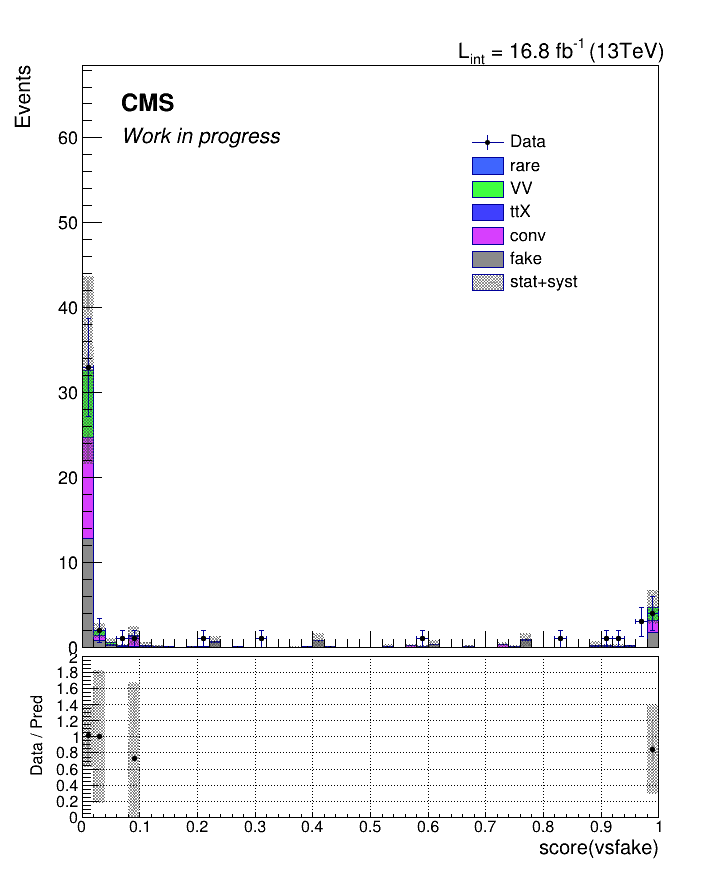 L_int = 16.8 fb^-1 (13TeV)
Events
CMS
Work in progress
Data
rare
VV
ttX
conv
fake
stat+syst
60
50
40
30
20
10
0
Data / Pred
2
1.8
1.6
1.4
1.2
1
0.8
0.6
0.4
0.2
0
0 0.1 0.2 0.3 0.4 0.5 0.6 0.7 0.8 0.9 1
score(vsfake)